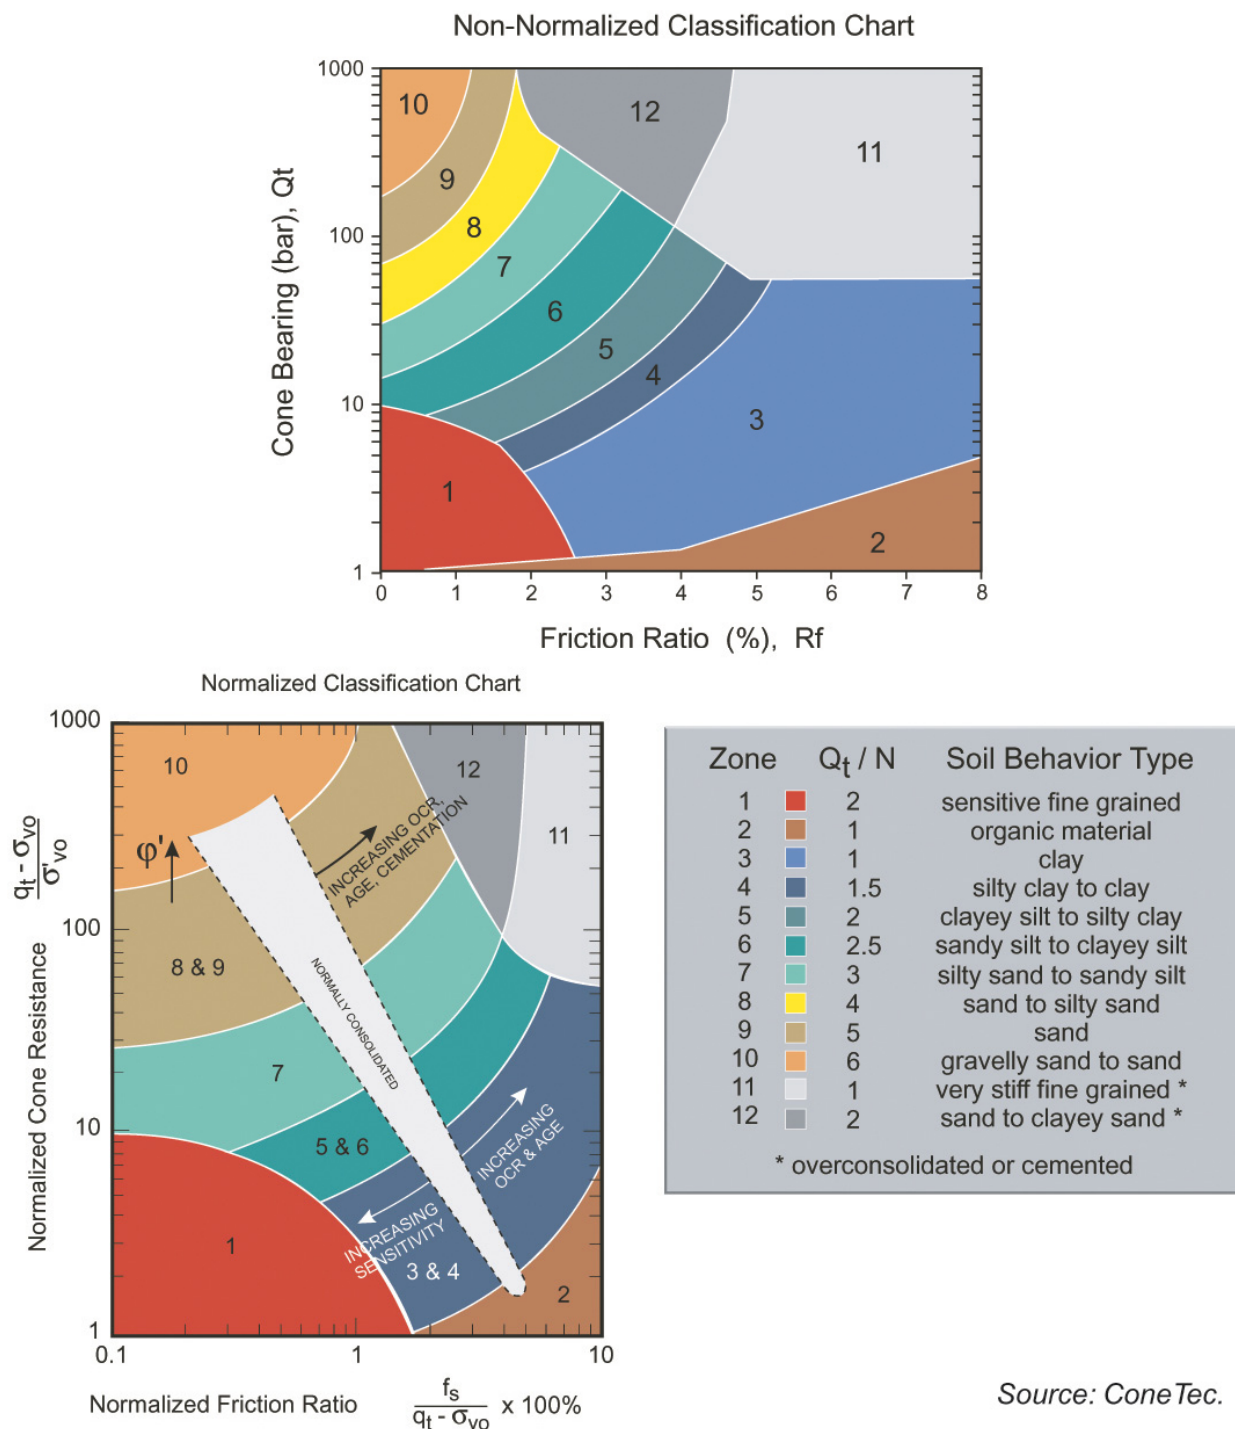 Non-Normalized Classification Chart
1000
100
10
1
Cone Bearing (bar), Qt
10
9
8
7
6
5
4
3
2
1
12
11
0 1 2 3 4 5 6 7 8
Friction Ratio (%), Rf
Normalized Classification Chart
1000
100
10
1
Normalized Cone Resistance
qt - σvo
σ'vo
10
φ'
8 & 9
7
5 & 6
1
3 & 4
2
12
11
INCREASING OCR,
AGE, CEMENTATION
NORMALLY CONSOLIDATED
INCREASING
OCR & AGE
INCREASING
SENSITIVITY
0.1 1 10
Normalized Friction Ratio
fs
qt - σvo
x 100%
Zone Qt / N Soil Behavior Type
1 2 sensitive fine grained
2 1 organic material
3 1 clay
4 1.5 silty clay to clay
5 2 clayey silt to silty clay
6 2.5 sandy silt to clayey silt
7 3 silty sand to sandy silt
8 4 sand to silty sand
9 5 sand
10 6 gravelly sand to sand
11 1 very stiff fine grained *
12 2 sand to clayey sand *
* overconsolidated or cemented
Source: ConeTec.